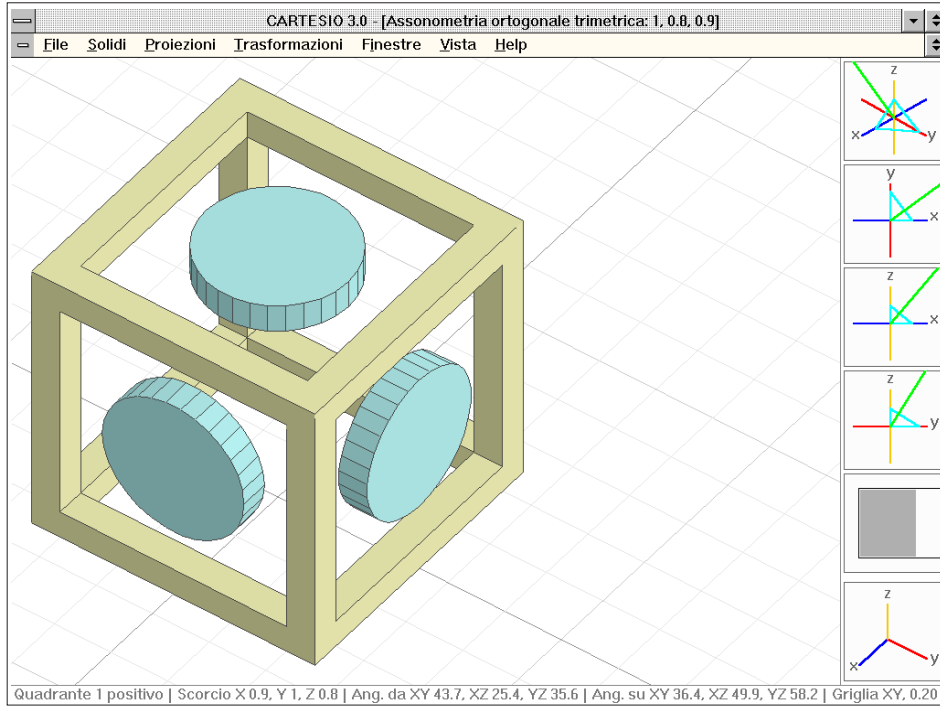 CARTESIO 3.0 - [Assonometria ortogonale trimetrica: 1, 0.8, 0.9]
File Solidi Proiezioni Trasformazioni Finestre Vista Help
z
x y
y
x
z
x
z
y
z
x y
Quadrante 1 positivo | Scorcio X 0.9, Y 1, Z 0.8 | Ang. da XY 43.7, XZ 25.4, YZ 35.6 | Ang. su XY 36.4, XZ 49.9, YZ 58.2 | Griglia XY, 0.20